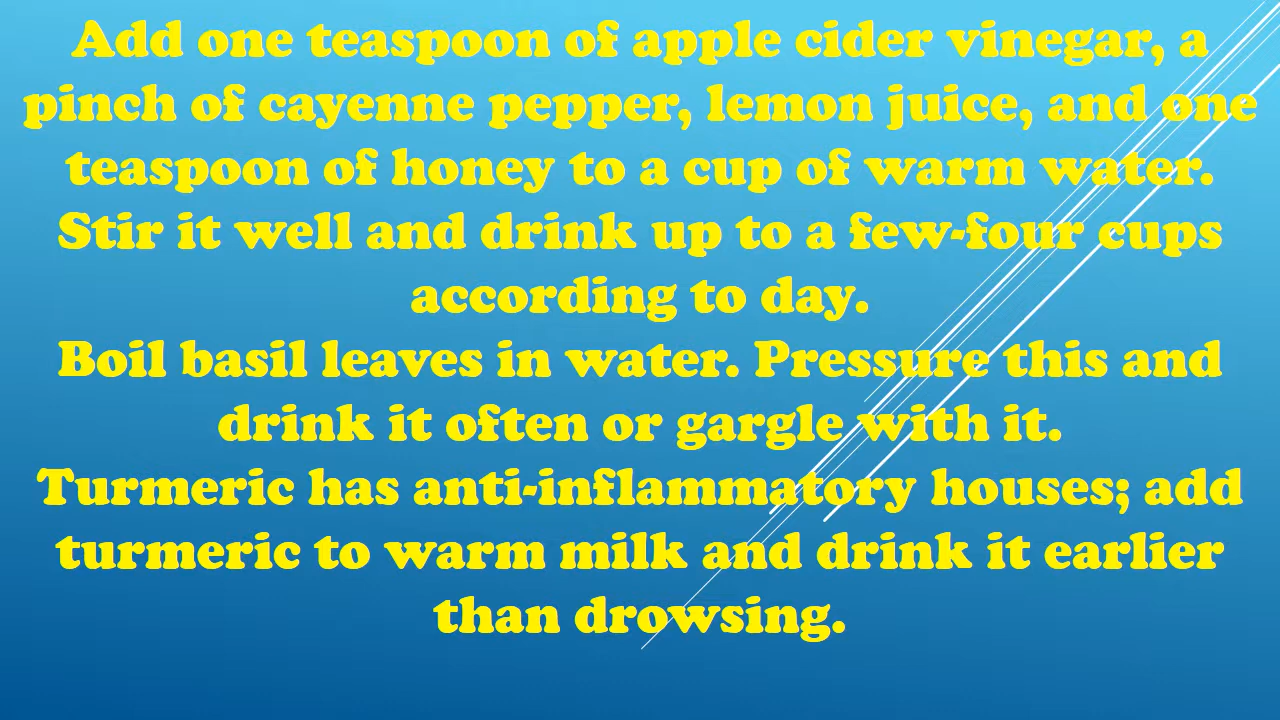 Add one teaspoon of apple cider vinegar, a
pinch of cayenne pepper, lemon juice, and one
teaspoon of honey to a cup of warm water.
Stir it well and drink up to a few-four cups
according to day.
Boil basil leaves in water. Pressure this and
drink it often or gargle with it.
Turmeric has anti-inflammatory houses; add
turmeric to warm milk and drink it earlier
than drowsing.